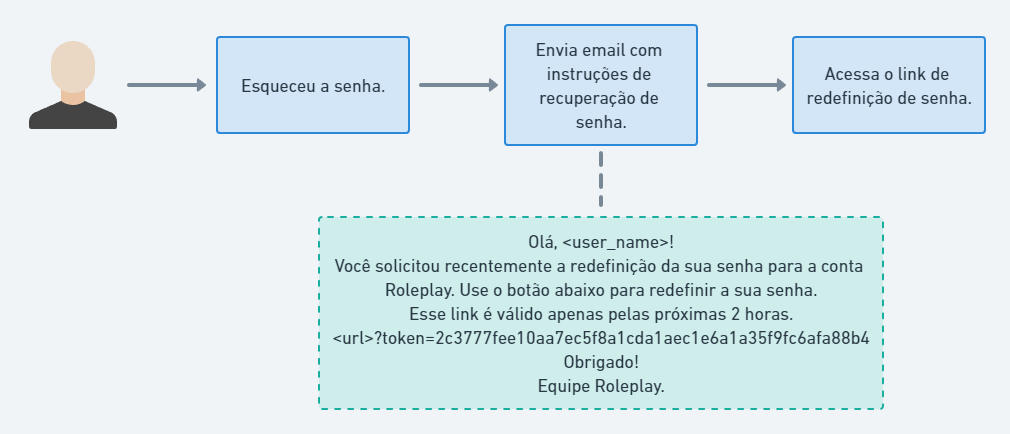 Esqueceu a senha.
Envia email com
instruções de
recuperação de
senha.
Acessa o link de
redefinição de senha.
Olá, <user_name>!
Você solicitou recentemente a redefinição da sua senha para a conta
Roleplay. Use o botão abaixo para redefinir a sua senha.
Esse link é válido apenas pelas próximas 2 horas.
<url>?token=2c3777fee10aa7ec5f8a1cda1aec1e6a1a35f9fc6afa88b4
Obrigado!
Equipe Roleplay.